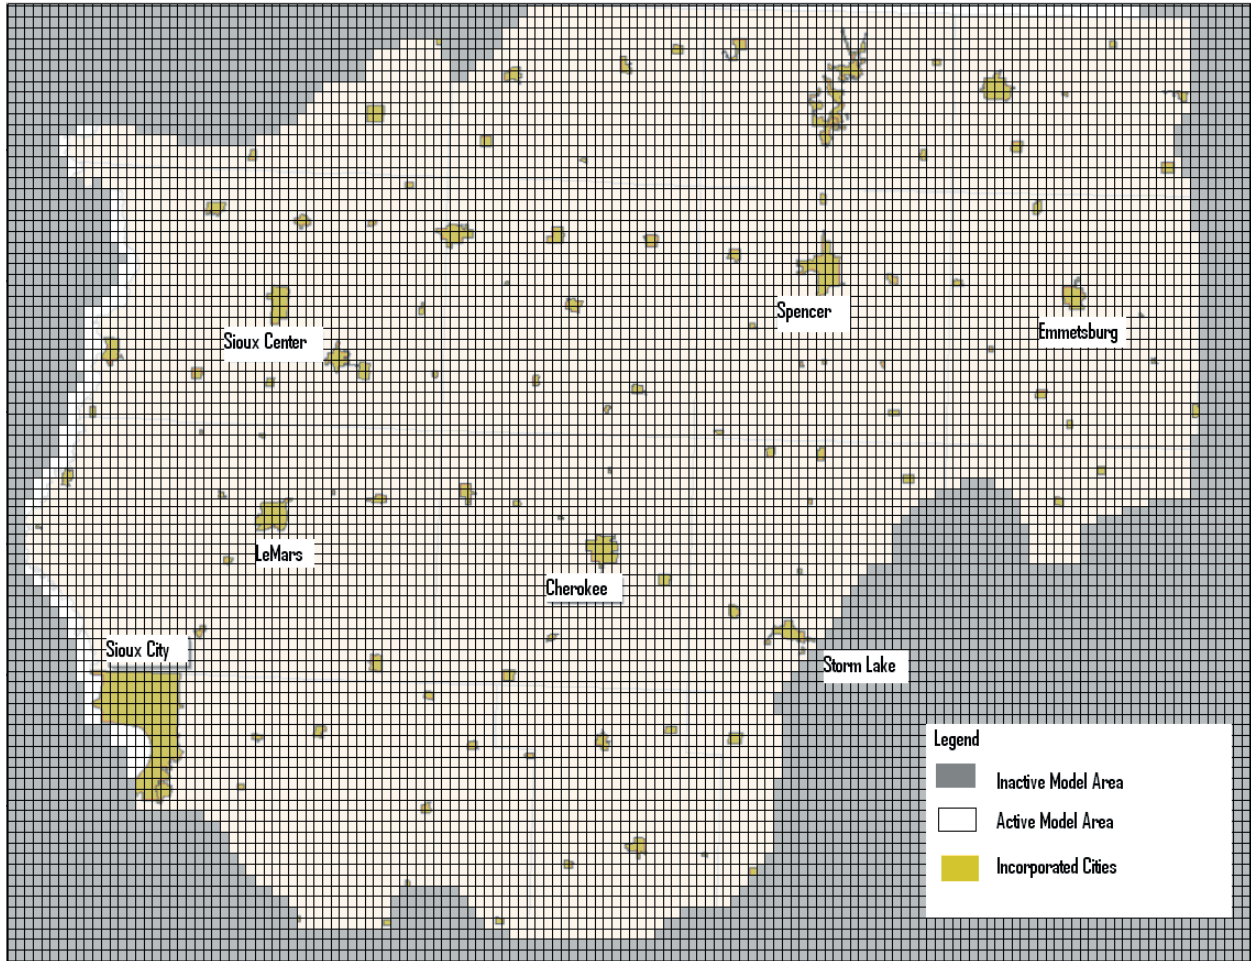 Spencer
Emmetsburg
Sioux Center
LeMars
Cherokee
Sioux City
Storm Lake
Legend
Inactive Model Area
Active Model Area
Incorporated Cities